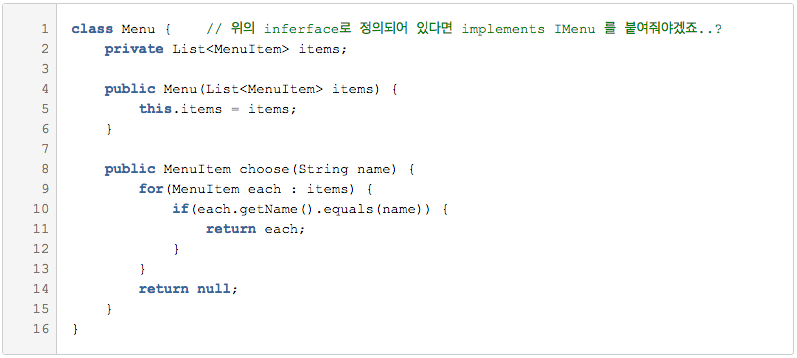 1 class Menu {    // 위의 inferface로 정의되어 있다면 implements IMenu 를 붙여줘야겠죠..?
2     private List<MenuItem> items;
3
4     public Menu(List<MenuItem> items) {
5         this.items = items;
6     }
7
8     public MenuItem choose(String name) {
9         for(MenuItem each : items) {
10             if(each.getName().equals(name)) {
11                 return each;
12             }
13         }
14         return null;
15     }
16 }